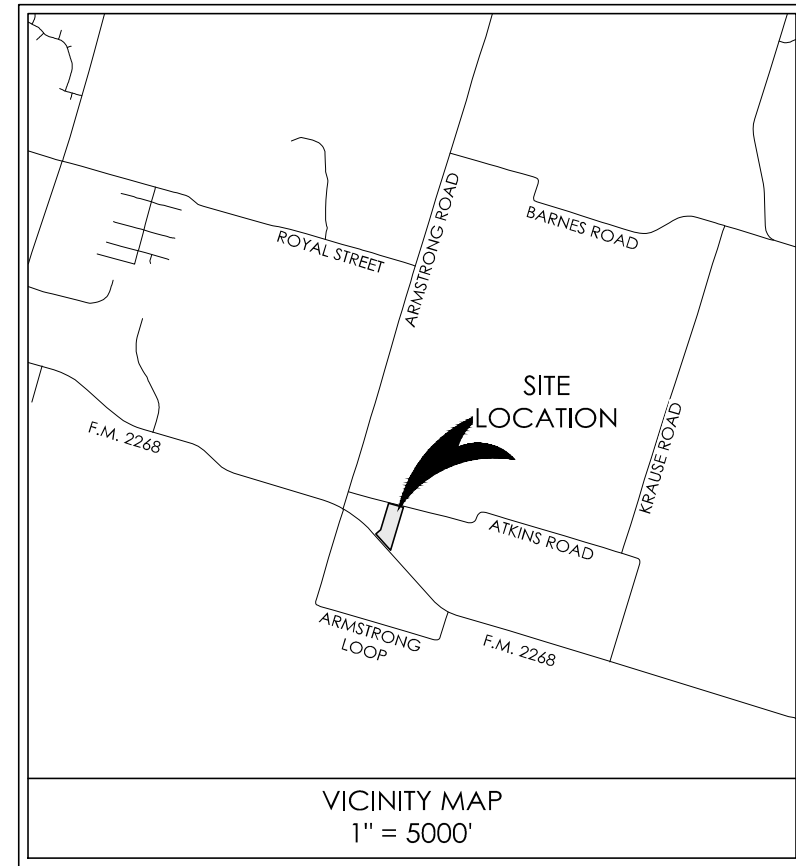 BARNES ROAD
ARMSTRONG ROAD
ROYAL STREET
SITE
LOCATION
KRAUSE ROAD
F.M. 2268
ATKINS ROAD
ARMSTRONG
LOOP
F.M. 2268
VICINITY MAP
1" = 5000'